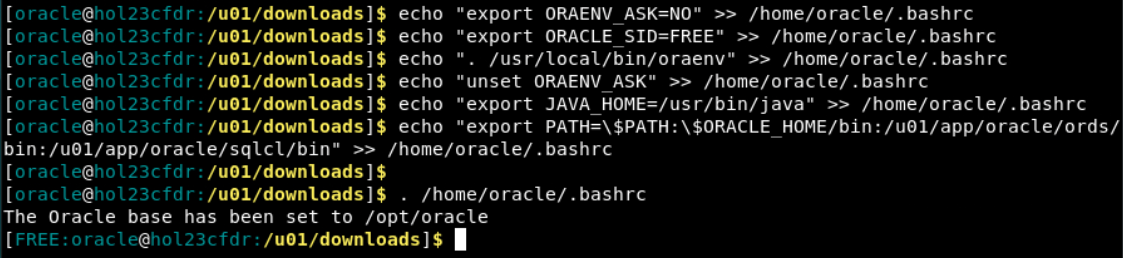 [oracle@hol23cfdr:/u01/downloads]$ echo "export ORAENV_ASK=NO" >> /home/oracle/.bashrc
[oracle@hol23cfdr:/u01/downloads]$ echo "export ORACLE_SID=FREE" >> /home/oracle/.bashrc
[oracle@hol23cfdr:/u01/downloads]$ echo ". /usr/local/bin/oraenv" >> /home/oracle/.bashrc
[oracle@hol23cfdr:/u01/downloads]$ echo "unset ORAENV_ASK" >> /home/oracle/.bashrc
[oracle@hol23cfdr:/u01/downloads]$ echo "export JAVA_HOME=/usr/bin/java" >> /home/oracle/.bashrc
[oracle@hol23cfdr:/u01/downloads]$ echo "export PATH=\$PATH:\$ORACLE_HOME/bin:/u01/app/oracle/ords/
bin:/u01/app/oracle/sqlcl/bin" >> /home/oracle/.bashrc
[oracle@hol23cfdr:/u01/downloads]$
[oracle@hol23cfdr:/u01/downloads]$ . /home/oracle/.bashrc
The Oracle base has been set to /opt/oracle
[FREE:oracle@hol23cfdr:/u01/downloads]$